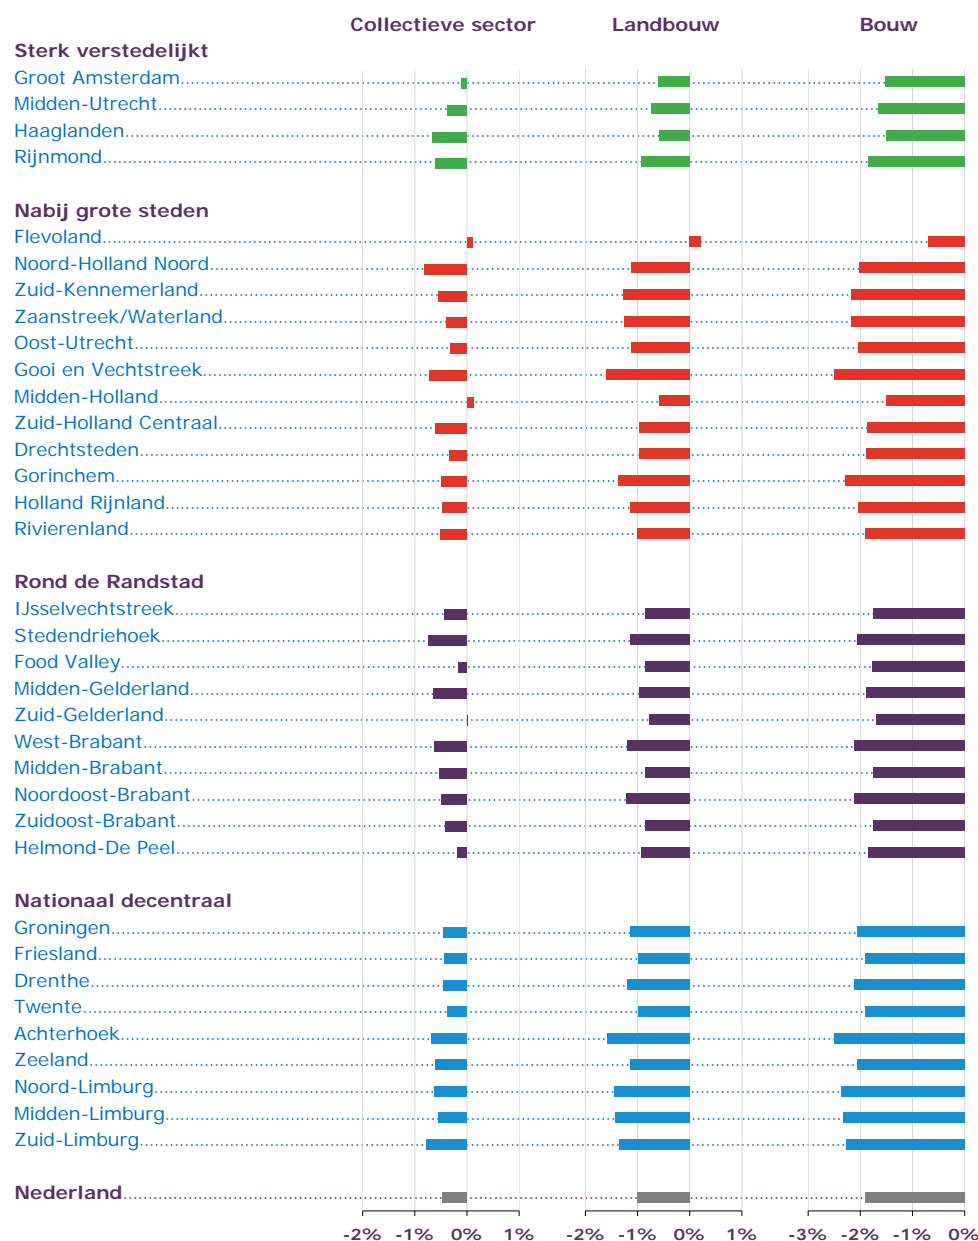 Collectieve sector Landbouw Bouw
Sterk verstedelijkt
Groot Amsterdam
Midden-Utrecht
Haaglanden
Rijnmond
Nabij grote steden
Flevoland
Noord-Holland Noord
Zuid-Kennemerland
Zaanstreek/Waterland
Oost-Utrecht
Gooi en Vechtstreek
Midden-Holland
Zuid-Holland Centraal
Drechtsteden
Gorinchem
Holland Rijnland
Rivierenland
Rond de Randstad
IJsselvechtstreek
Stedendriehoek
Food Valley
Midden-Gelderland
Zuid-Gelderland
West-Brabant
Midden-Brabant
Noordoost-Brabant
Zuidoost-Brabant
Helmond-De Peel
Nationaal decentraal
Groningen
Friesland
Drenthe
Twente
Achterhoek
Zeeland
Noord-Limburg
Midden-Limburg
Zuid-Limburg
Nederland
-2% -1% 0% 1% -2% -1% 0% 1% -3% -2% -1% 0%